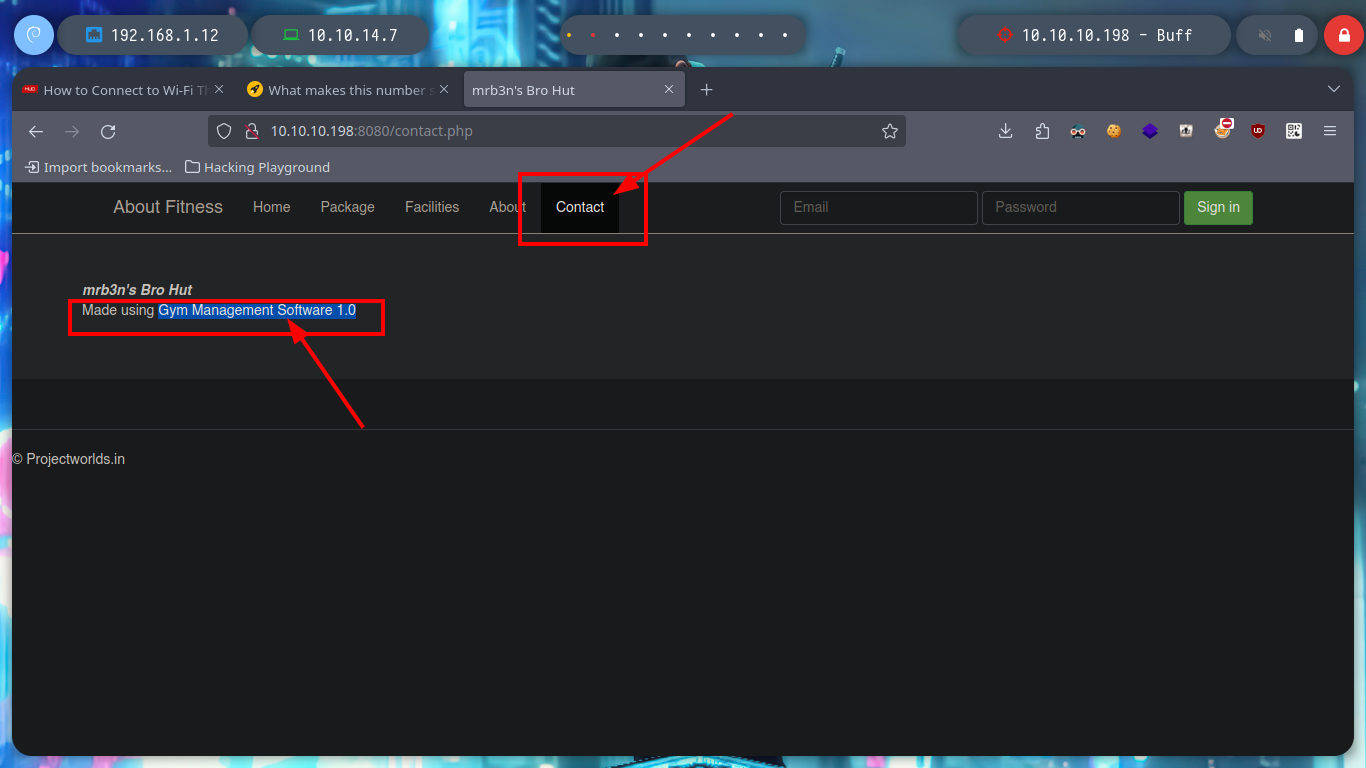 192.168.1.12
10.10.14.7
10.10.10.198 - Buff
How to Connect to Wi-Fi Th
What makes this number s
mrb3n's Bro Hut
10.10.10.198:8080/contact.php
Import bookmarks...
Hacking Playground
About Fitness
Home
Package
Facilities
About
Contact
Email
Password
Sign in
mrb3n's Bro Hut
Made using Gym Management Software 1.0
© Projectworlds.in